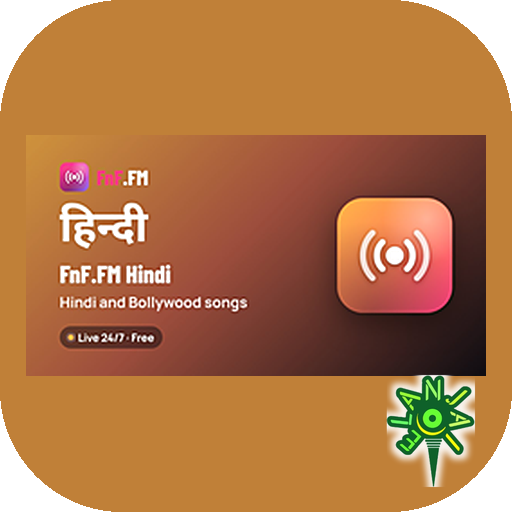 FnF.FM
हिन्दी
FnF.FM Hindi
Hindi and Bollywood songs
Live 24/7 · Free